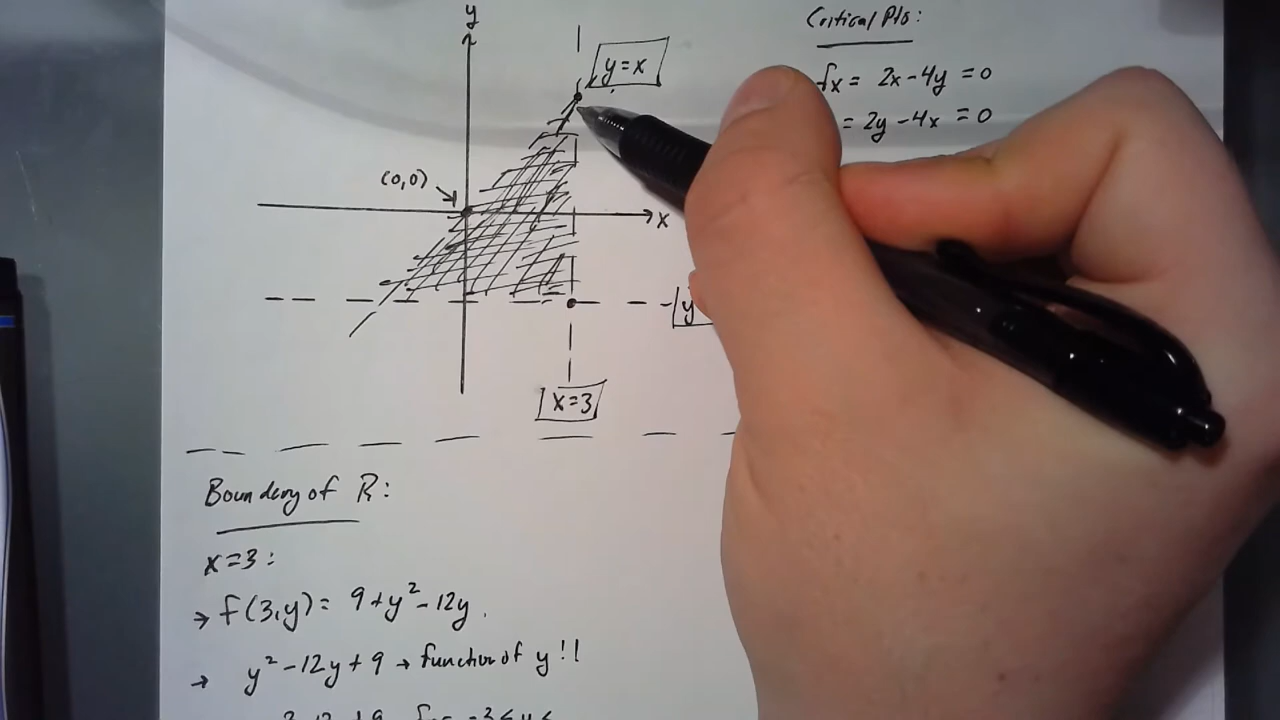 y
y=x
(0,0)
x
y
x=3
Critical Pts:
fx = 2x-4y =0
= 2y -4x =0
Boundery of R:
x=3:
→ f(3,y)= 9+y²-12y.
→ y²-12y+9 → function of y!!